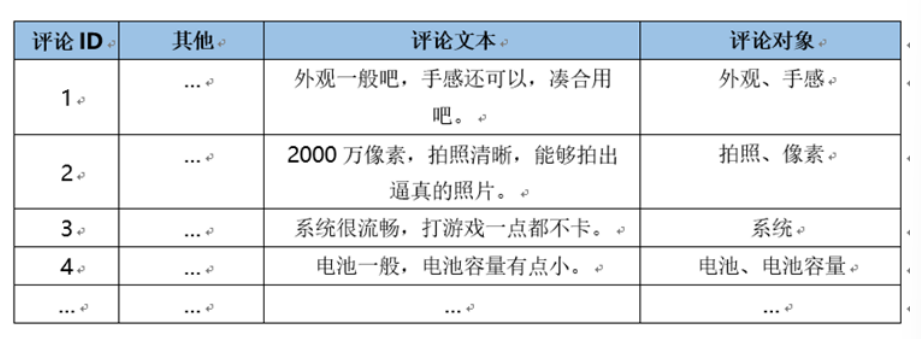 评论 ID 其他 评论文本 评论对象
1 ... 外观一般吧，手感还可以，凑合用 外观、手感
吧。
2 ... 2000 万像素，拍照清晰，能够拍出 拍照、像素
逼真的照片。
3 ... 系统很流畅，打游戏一点都不卡。 系统
4 ... 电池一般，电池容量有点小。 电池、电池容量
... ... ... ...